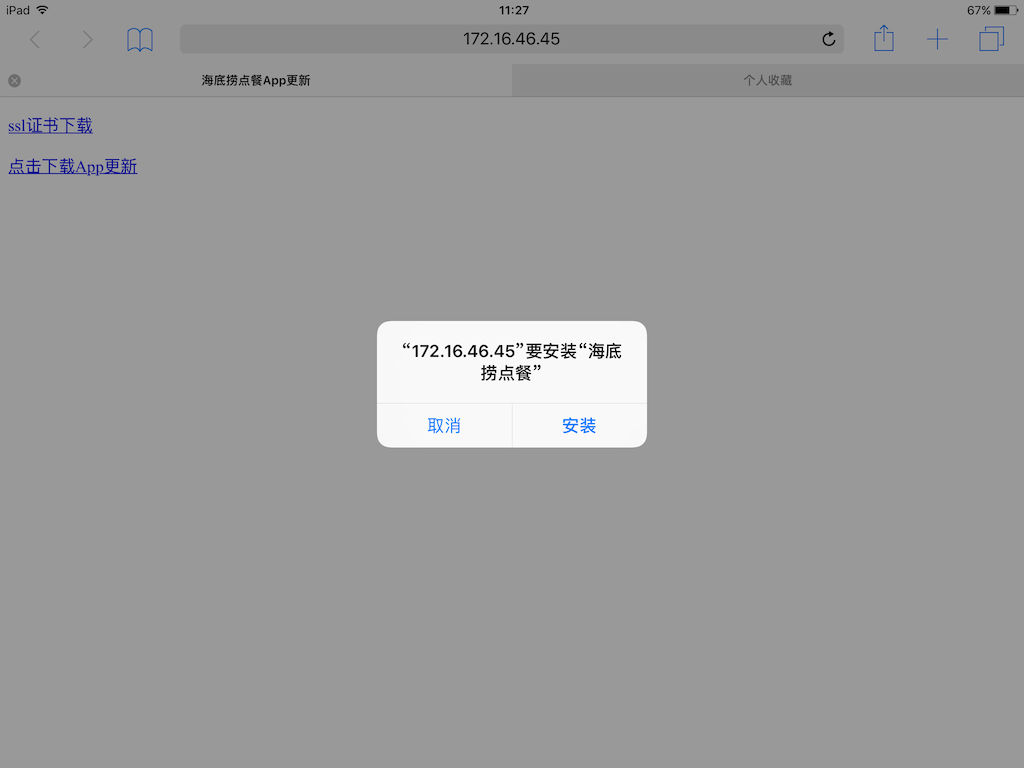 iPad 11:27 67%
172.16.46.45
海底捞点餐App更新 个人收藏
ssl证书下载
点击下载App更新
“172.16.46.45”要安装“海底
捞点餐”
取消 安装